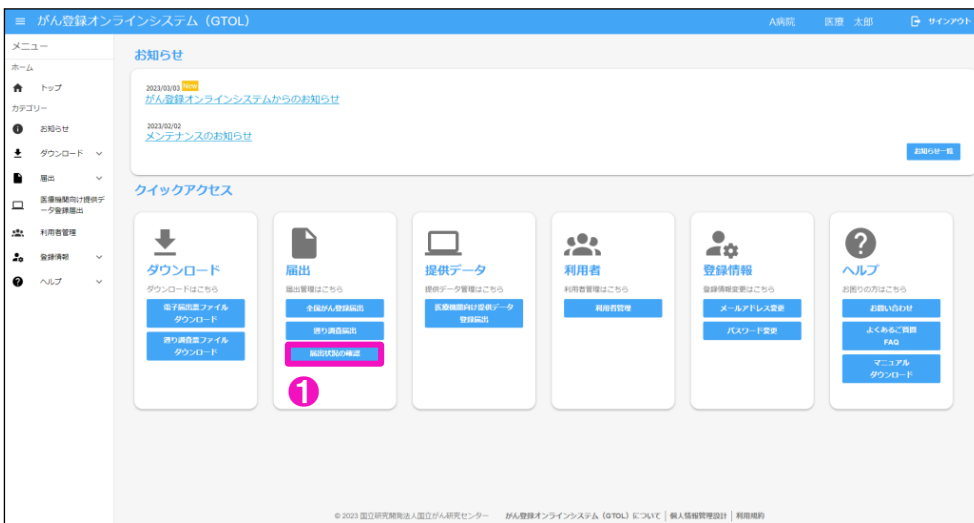 がん登録オンラインシステム（GTOL）
A病院 医療 太郎 サインアウト
メニュー
ホーム
トップ
カテゴリー
お知らせ
ダウンロード
届出
医療機関向け提供デ
ータ登録届出
利用者管理
登録情報
ヘルプ
お知らせ
2023/03/03 New
がん登録オンラインシステムからのお知らせ
2023/02/02
メンテナンスのお知らせ
お知らせ一覧
クイックアクセス
ダウンロード
ダウンロードはこちら
電子届出票ファイル
ダウンロード
遡り調査票ファイル
ダウンロード
届出
届出管理はこちら
全国がん登録届出
遡り調査届出
届出状況の確認
1
提供データ
提供データ管理はこちら
医療機関向け提供データ
登録届出
利用者
利用者管理はこちら
利用者管理
登録情報
登録情報変更はこちら
メールアドレス変更
パスワード変更
ヘルプ
お困りの方はこちら
お問い合わせ
よくあるご質問
FAQ
マニュアル
ダウンロード
© 2023 国立研究開発法人国立がん研究センター がん登録オンラインシステム（GTOL）について | 個人情報管理設計 | 利用規約